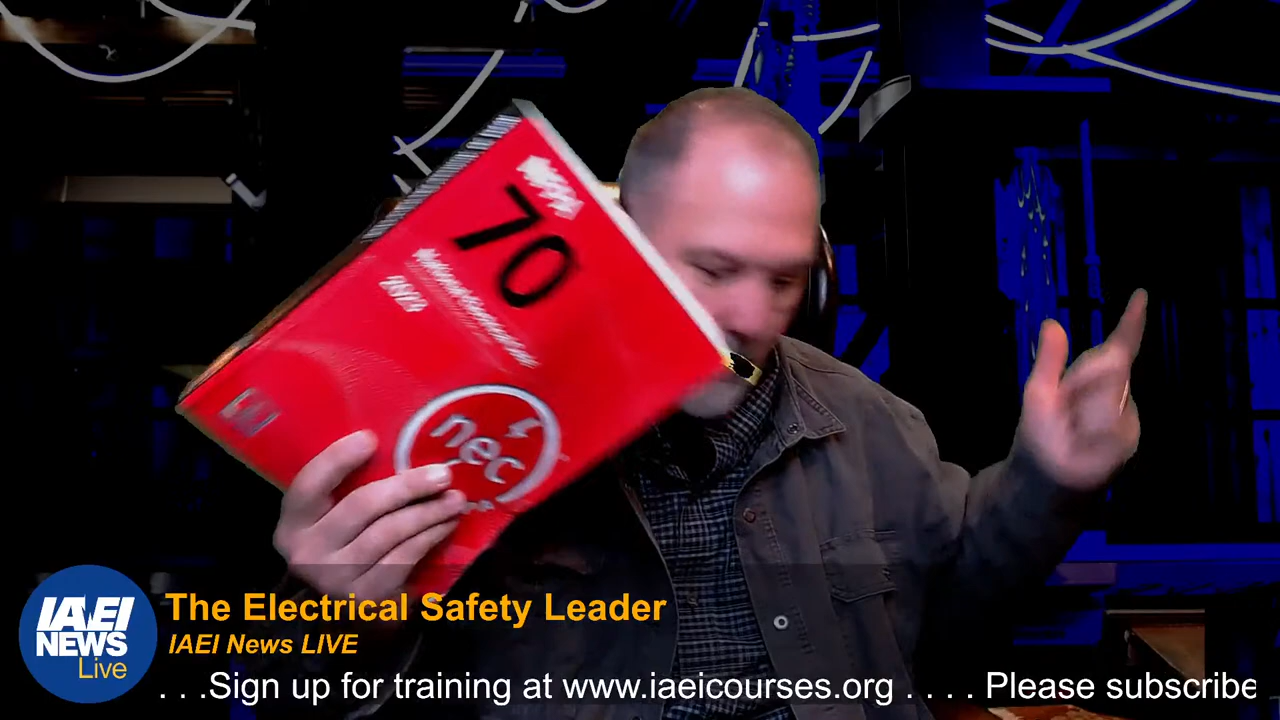 70
nec
IAEI
NEWS
Live
The Electrical Safety Leader
IAEI News LIVE
. . .Sign up for training at www.iaeicourses.org . . . . Please subscribe